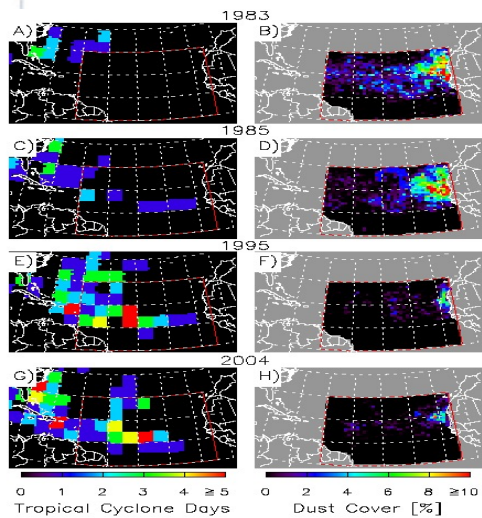 1983
A) B)
1985
C) D)
1995
E) F)
2004
G) H)
0 1 2 3 4 ≥5 0 2 4 6 8 ≥10
Tropical Cyclone Days Dust Cover [%]